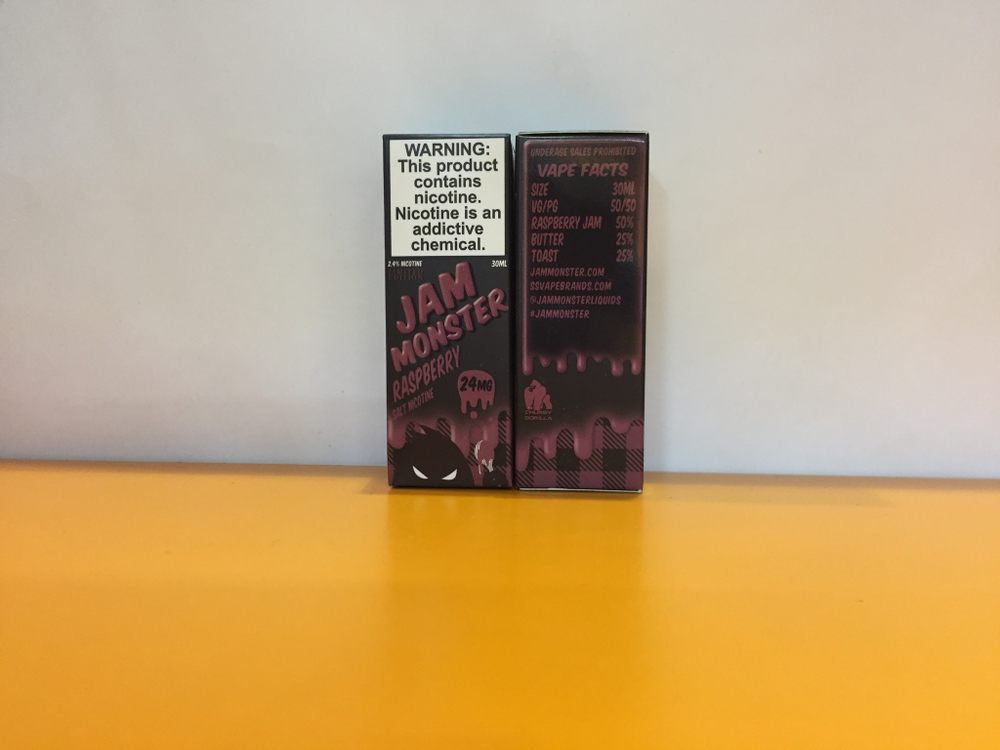 WARNING:
This product
contains
nicotine.
Nicotine is an
addictive
chemical.
2.4% NICOTINE 30ML
JAM
MONSTER
RASPBERRY
SALT NICOTINE
24MG
UNDERAGE SALES PROHIBITED
VAPE FACTS
SIZE 30ML
VG/PG 50/50
RASPBERRY JAM 50%
BUTTER 25%
TOAST 25%
JAMMONSTER.COM
SSVAPEBRANDS.COM
@JAMMONSTERLIQUIDS
#JAMMONSTER
CHUBBY
GORILLA